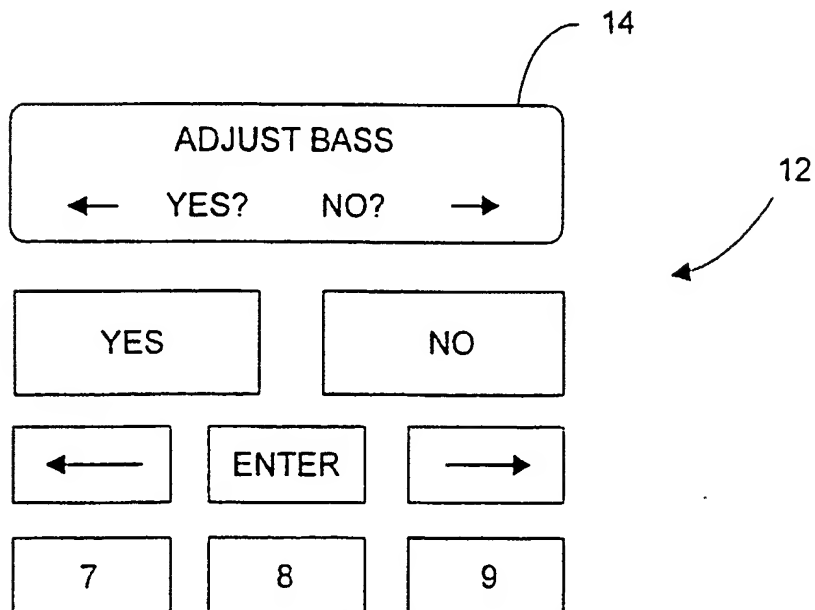 14
ADJUST BASS
← YES? NO? →
12
YES NO
← ENTER →
7 8 9